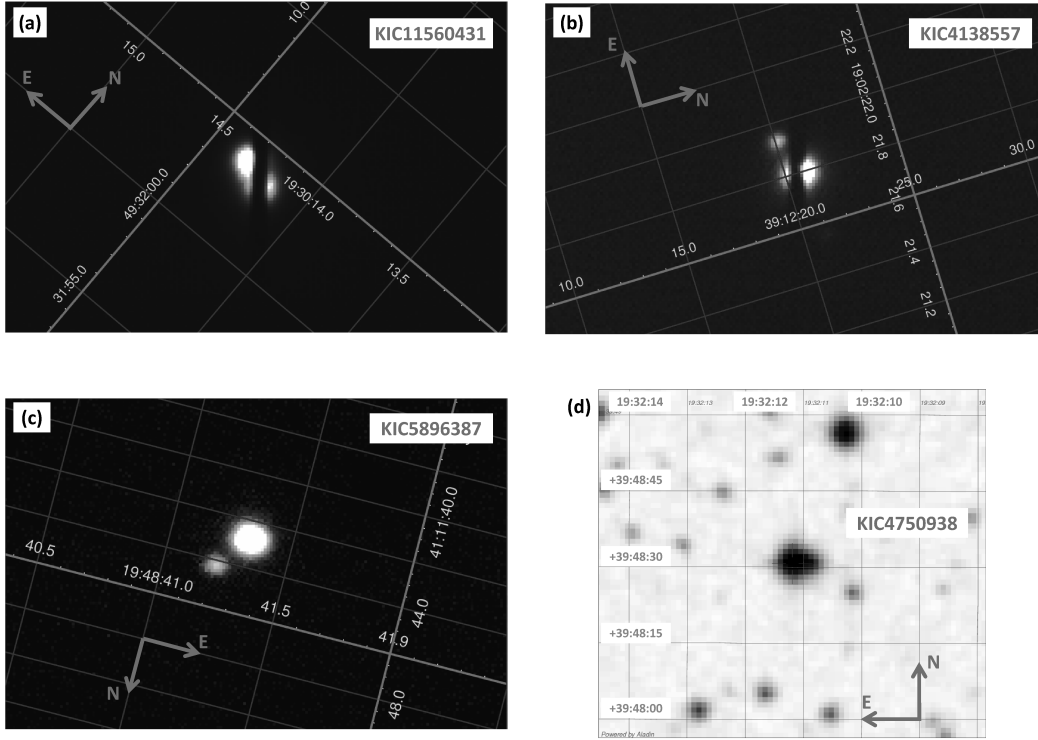 (a)
KIC11560431
10.0
15.0
E
N
14.5
49:32:00.0
19:30:14.0
31:55.0
13.5
(b)
KIC4138557
22.2
E
N
19:02:22.0
21.8
30.0
25.0
21.6
39:12:20.0
15.0
21.4
10.0
21.2
(c)
KIC5896387
41:11:40.0
40.5
19:48:41.0
41.5
44.0
41.9
E
N
48.0
(d)
19:32:14
19:32:13
19:32:12
19:32:11
19:32:10
19:32:09
+39:48:45
KIC4750938
+39:48:30
+39:48:15
N
E
+39:48:00
Powered by Aladin